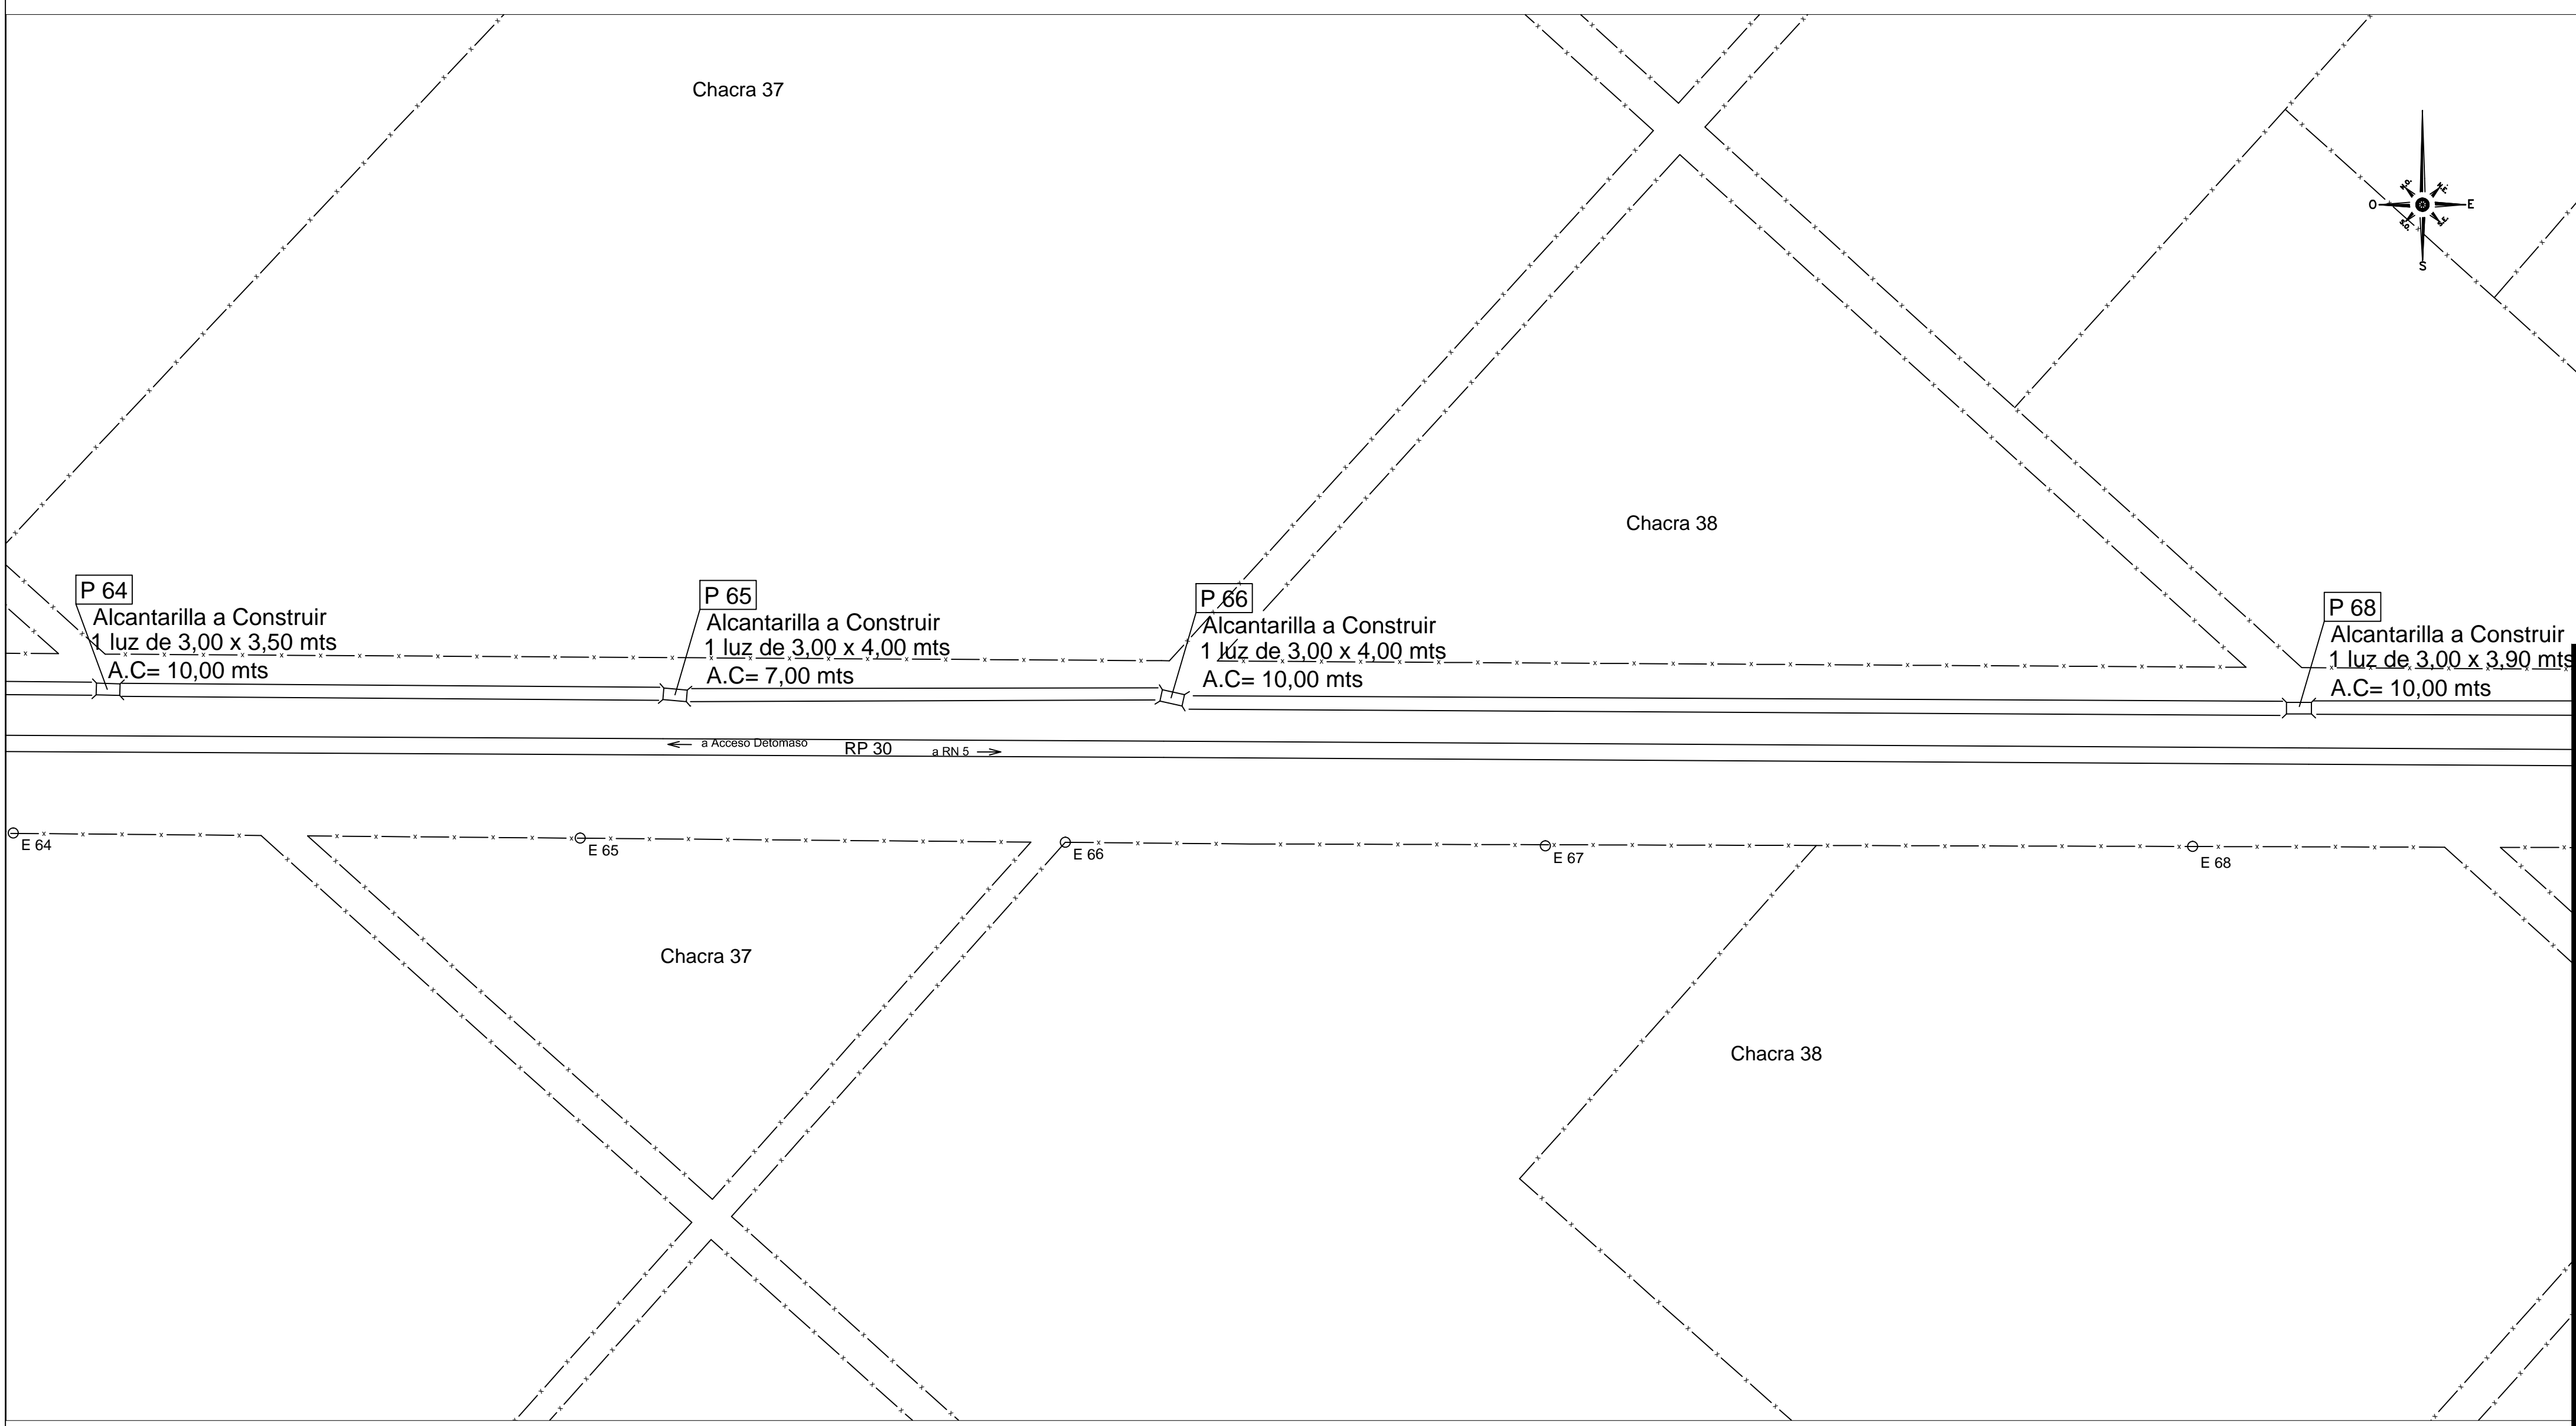 Chacra 37
N.O.
N.E.
O
E
S.O.
S.E.
S
Chacra 38
P 64
Alcantarilla a Construir
1 luz de 3,00 x 3,50 mts
A.C= 10,00 mts
P 65
Alcantarilla a Construir
1 luz de 3,00 x 4,00 mts
A.C= 7,00 mts
P 66
Alcantarilla a Construir
1 luz de 3,00 x 4,00 mts
A.C= 10,00 mts
P 68
Alcantarilla a Construir
1 luz de 3,00 x 3,90 mts
A.C= 10,00 mts
a Acceso Detomaso
RP 30
a RN 5
E 64
E 65
E 66
E 67
E 68
Chacra 37
Chacra 38